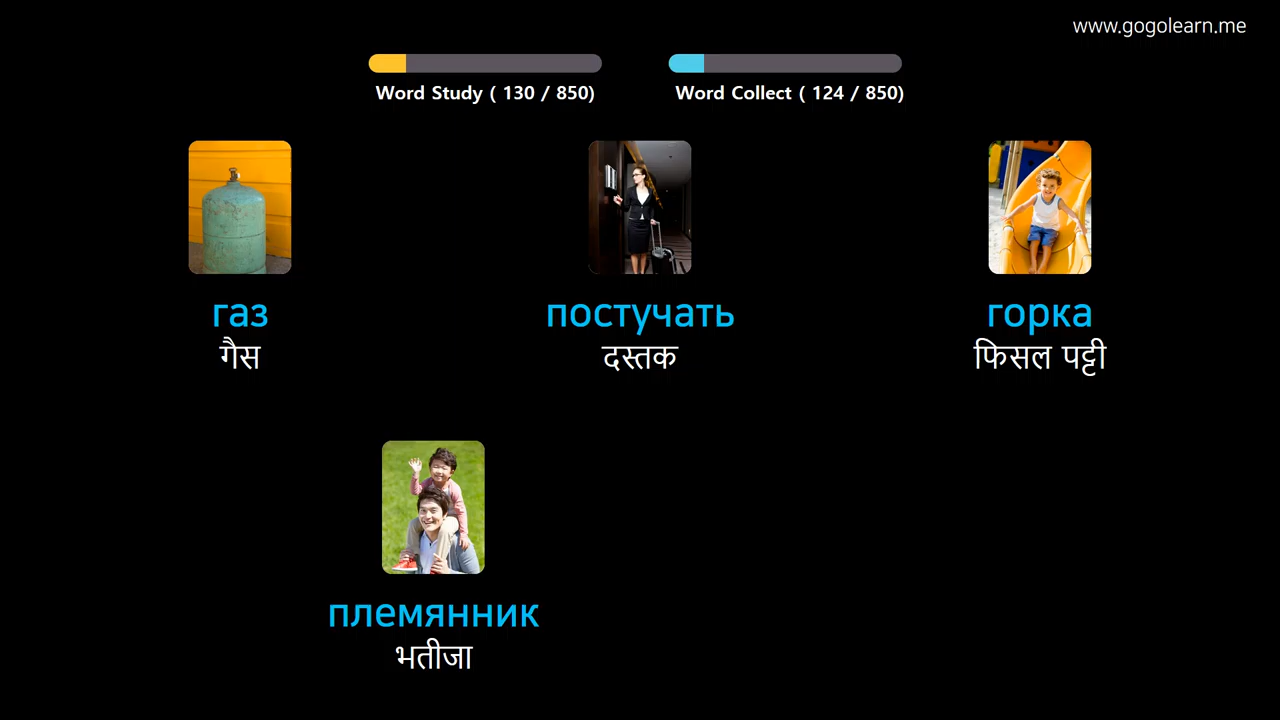 www.gogolearn.me
Word Study ( 130 / 850)
Word Collect ( 124 / 850)
газ
गैस
постучать
दस्तक
горка
फिसल पट्टी
племянник
भतीजा